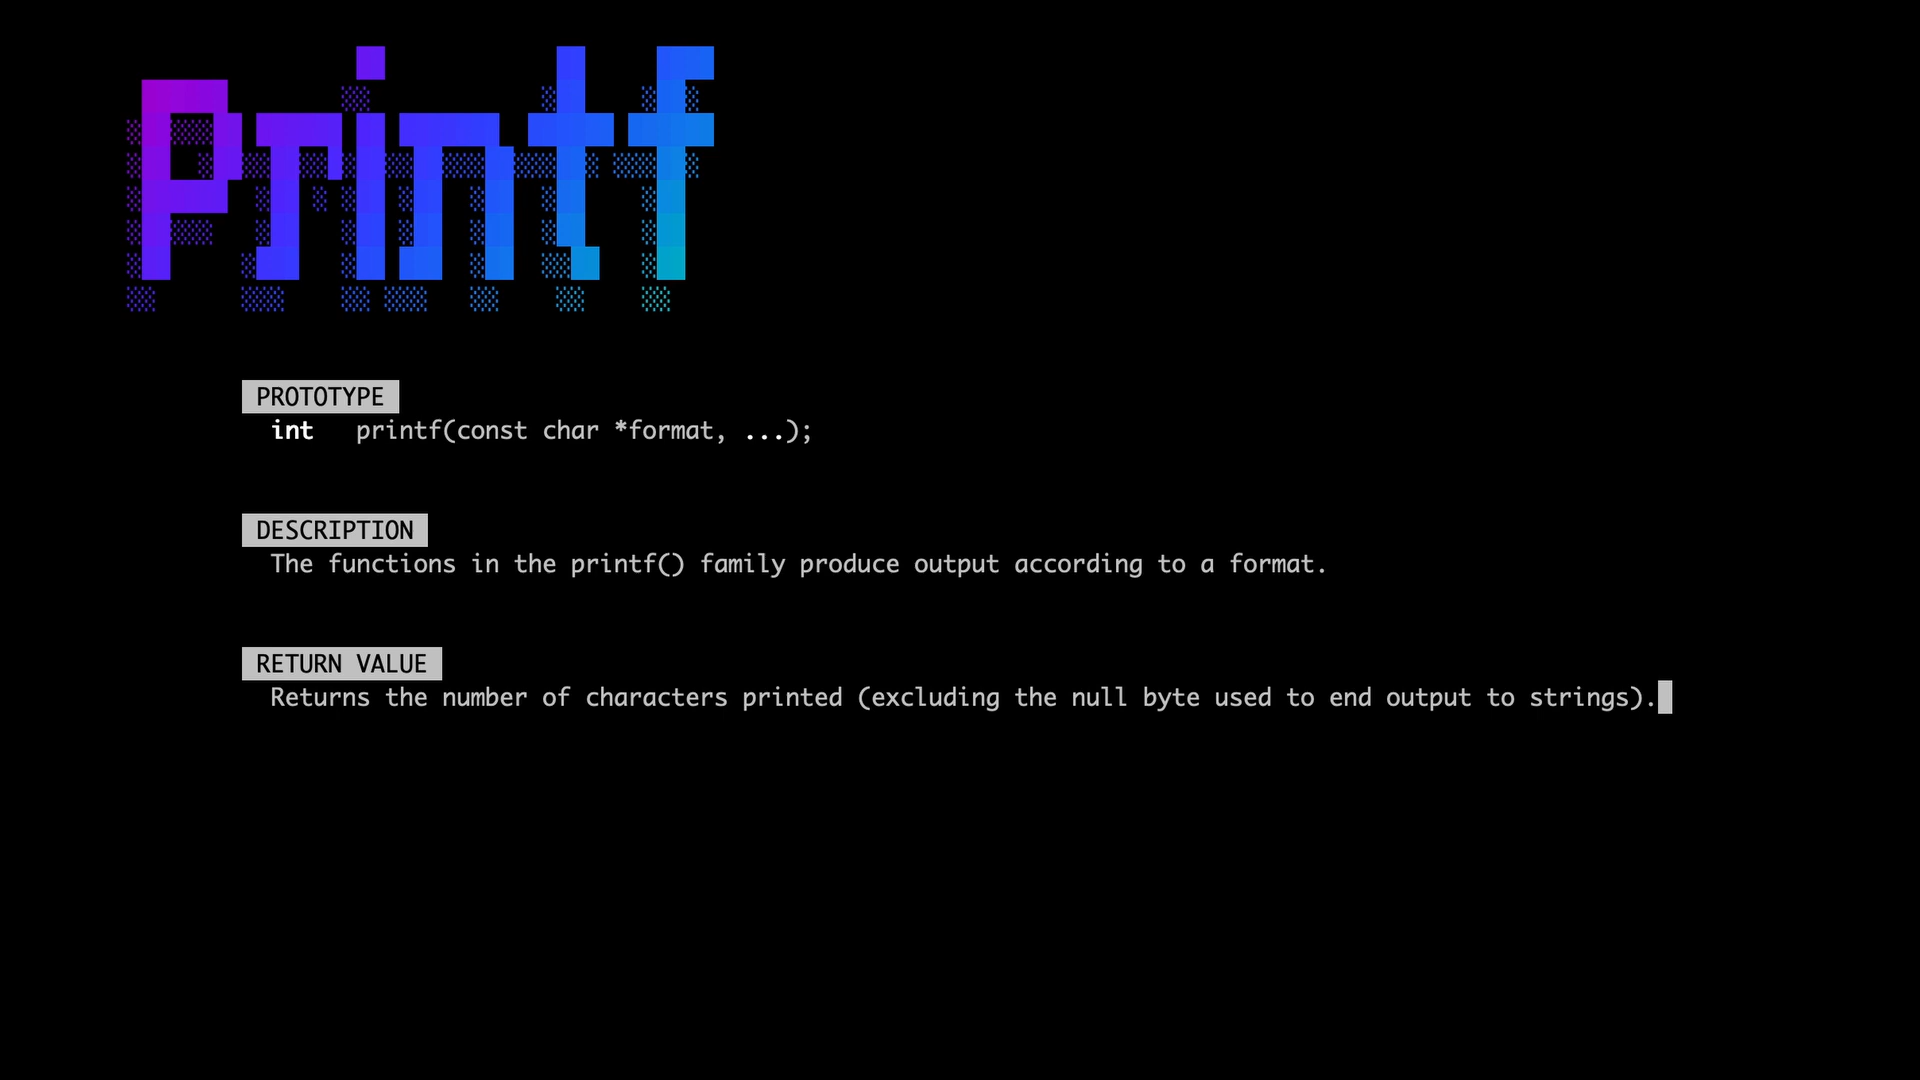 Printf
PROTOTYPE
int   printf(const char *format, ...);
DESCRIPTION
The functions in the printf() family produce output according to a format.
RETURN VALUE
Returns the number of characters printed (excluding the null byte used to end output to strings).